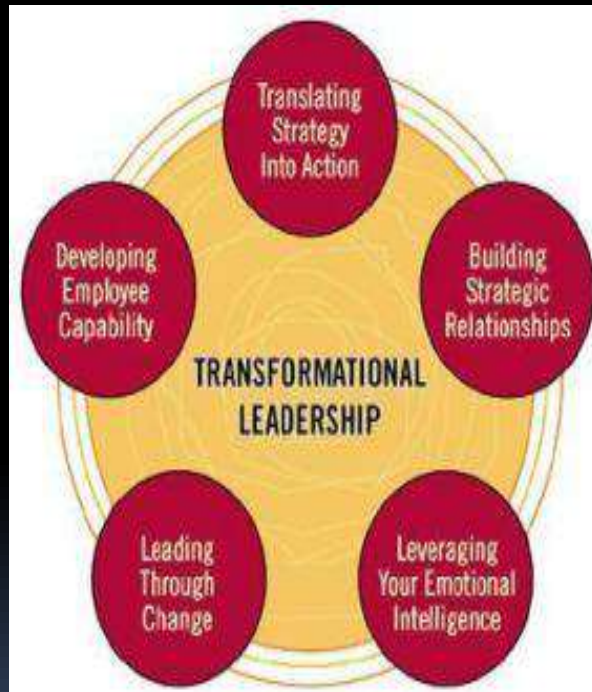 Translating
Strategy
Into Action
Building
Strategic
Relationships
Leveraging
Your Emotional
Intelligence
Leading
Through
Change
Developing
Employee
Capability
TRANSFORMATIONAL
LEADERSHIP